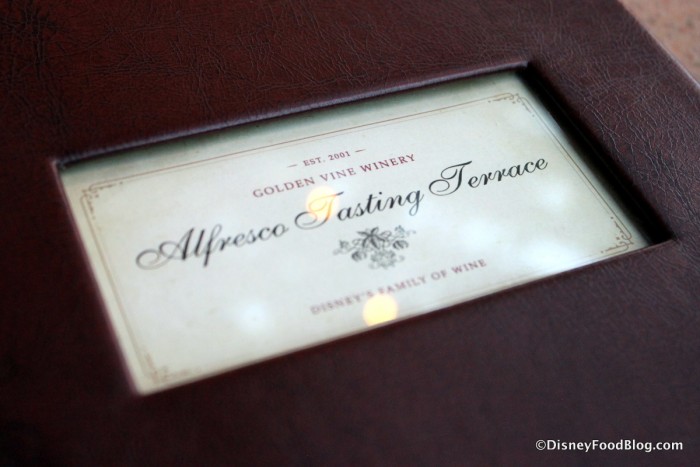 — EST. 2001 —
GOLDEN VINE WINERY
Alfresco Tasting Terrace
DISNEY'S FAMILY OF WINE
©DisneyFoodBlog.com